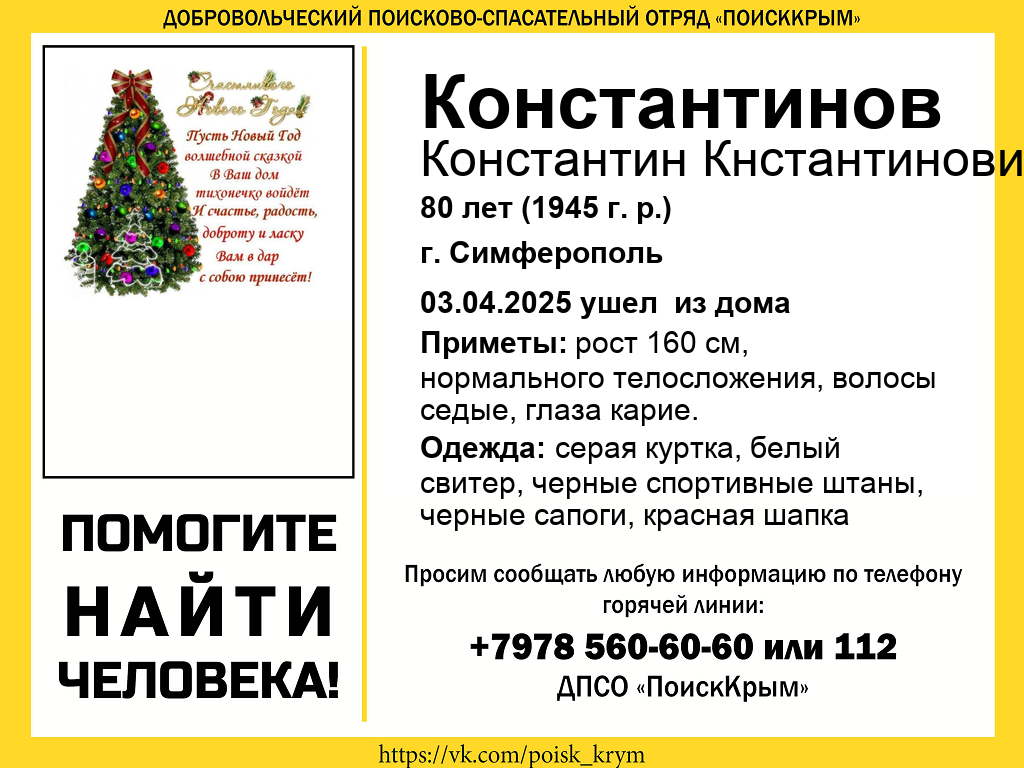 ДОБРОВОЛЬЧЕСКИЙ ПОИСКОВО-СПАСАТЕЛЬНЫЙ ОТРЯД «ПОИСККРЫМ»
Счастливого
Нового Года!
Пусть Новый Год
волшебной сказкой
В Ваш дом
тихонечко войдёт
И счастье, радость,
доброту и ласку
Вам в дар
с собою принесёт!
ПОМОГИТЕ
НАЙТИ
ЧЕЛОВЕКА!
Константинов
Константин Кнстантинови
80 лет (1945 г. р.)
г. Симферополь
03.04.2025 ушел из дома
Приметы: рост 160 см,
нормального телосложения, волосы
седые, глаза карие.
Одежда: серая куртка, белый
свитер, черные спортивные штаны,
черные сапоги, красная шапка
Просим сообщать любую информацию по телефону
горячей линии:
+7978 560-60-60 или 112
ДПСО «ПоискКрым»
https://vk.com/poisk_krym